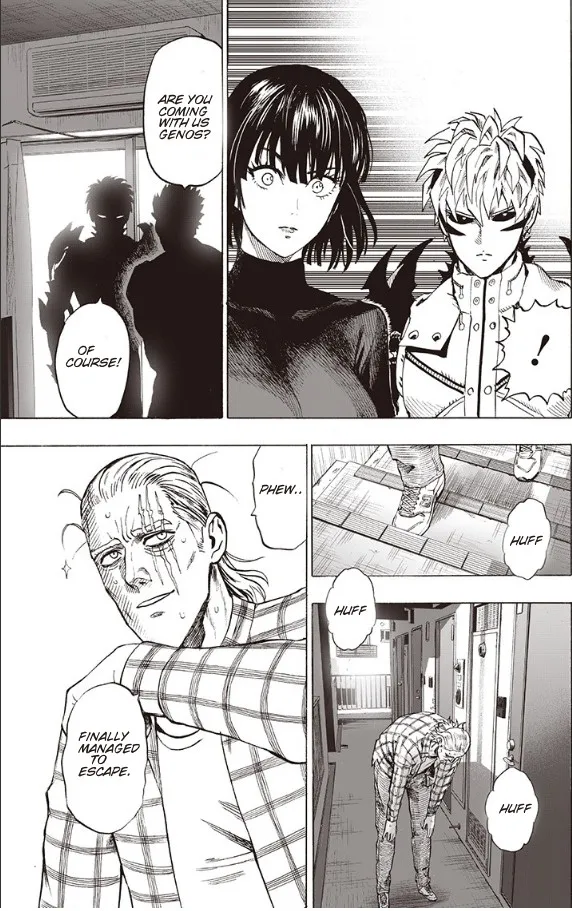 ARE YOU
COMING
WITH US
GENOS?
OF
COURSE!
!
HUFF
PHEW..
HUFF
FINALLY
MANAGED
TO
ESCAPE.
HUFF